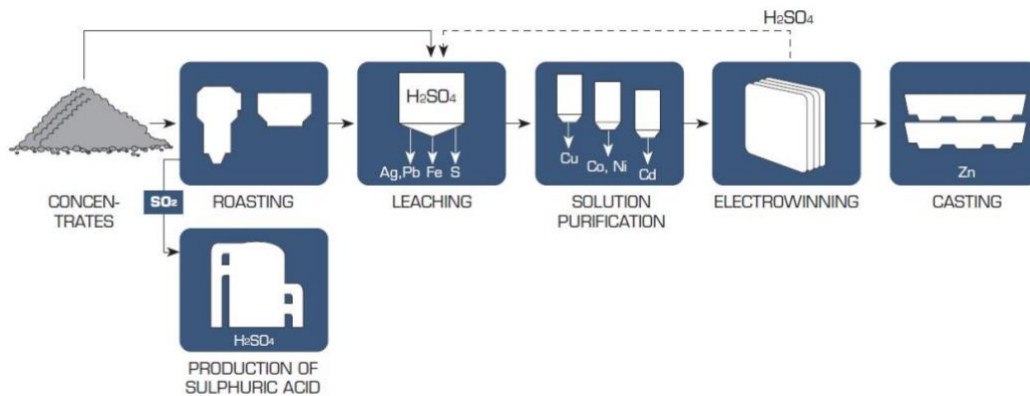 H₂SO₄
H₂SO₄
Ag,Pb Fe S
Cu
Co, Ni
Cd
Zn
CONCEN-
TRATES
SO₂
ROASTING
LEACHING
SOLUTION
PURIFICATION
ELECTROWINNING
CASTING
H₂SO₄
PRODUCTION OF
SULPHURIC ACID